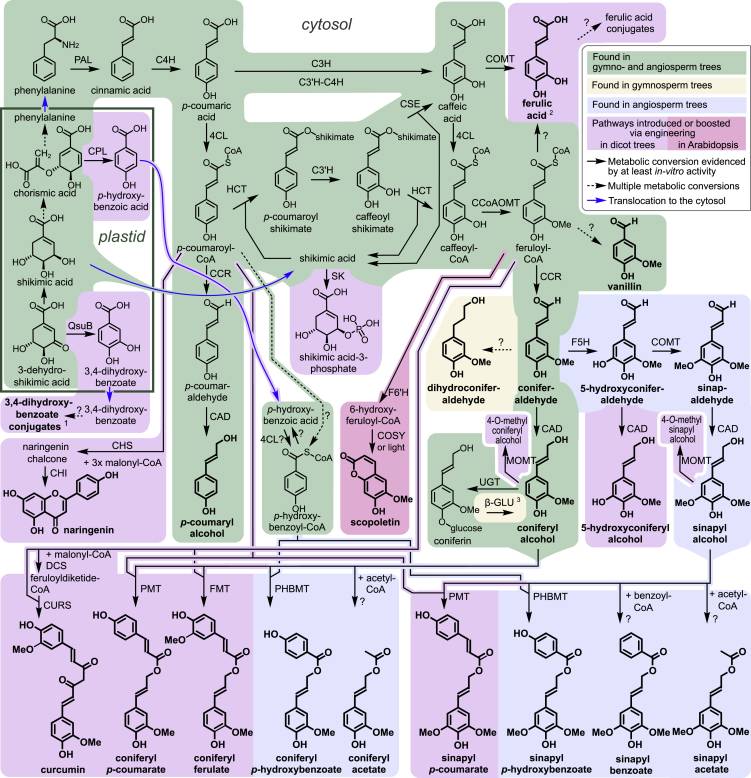 cytosol
phenylalanine
PAL
cinnamic acid
C4H
p-coumaric
acid
C3H
C3'H-C4H
caffeic
acid
COMT
ferulic
acid 2
?
ferulic acid
conjugates
Found in
gymno- and angiosperm trees
Found in gymnosperm trees
Found in angiosperm trees
Pathways introduced or boosted
via engineering
in dicot trees
in Arabidopsis
Metabolic conversion evidenced
by at least in-vitro activity
Multiple metabolic conversions
Translocation to the cytosol
phenylalanine
chorismic acid
CPL
p-hydroxy-
benzoic acid
plastid
shikimic acid
QsuB
3-dehydro-
shikimic acid
3,4-dihydroxy-
benzoate
3,4-dihydroxy-
benzoate
conjugates 1
?
3,4-dihydroxy-
benzoate
4CL
HCT
p-coumaroyl-
CoA
p-coumaroyl
shikimate
C3'H
caffeoyl
shikimate
CSE
HCT
4CL
caffeoyl-
CoA
CCoAOMT
feruloyl-
CoA
?
?
vanillin
shikimic acid
SK
shikimic acid-3-
phosphate
CCR
p-coumar-
aldehyde
CAD
p-coumaryl
alcohol
p-hydroxy-
benzoic acid
4CL?
?
p-hydroxy-
benzoyl-CoA
F6'H
6-hydroxy-
feruloyl-CoA
COSY
or light
scopoletin
CCR
dihydroconifer-
aldehyde
?
conifer-
aldehyde
F5H
5-hydroxyconifer-
aldehyde
COMT
sinap-
aldehyde
CAD
4-O-methyl
coniferyl
alcohol
MOMT
UGT
β-GLU 3
coniferin
coniferyl
alcohol
CAD
5-hydroxyconiferyl
alcohol
4-O-methyl
sinapyl
alcohol
MOMT
CAD
sinapyl
alcohol
CHS
+ 3x malonyl-CoA
naringenin
chalcone
CHI
naringenin
+ malonyl-CoA
DCS
feruloyldiketide-
CoA
CURS
curcumin
PMT
coniferyl
p-coumarate
FMT
coniferyl
ferulate
PHBMT
coniferyl
p-hydroxybenzoate
+ acetyl-
CoA
?
coniferyl
acetate
PMT
sinapyl
p-coumarate
PHBMT
sinapyl
p-hydroxybenzoate
+ benzoyl-
CoA
?
sinapyl
benzoate
+ acetyl-
CoA
?
sinapyl
acetate